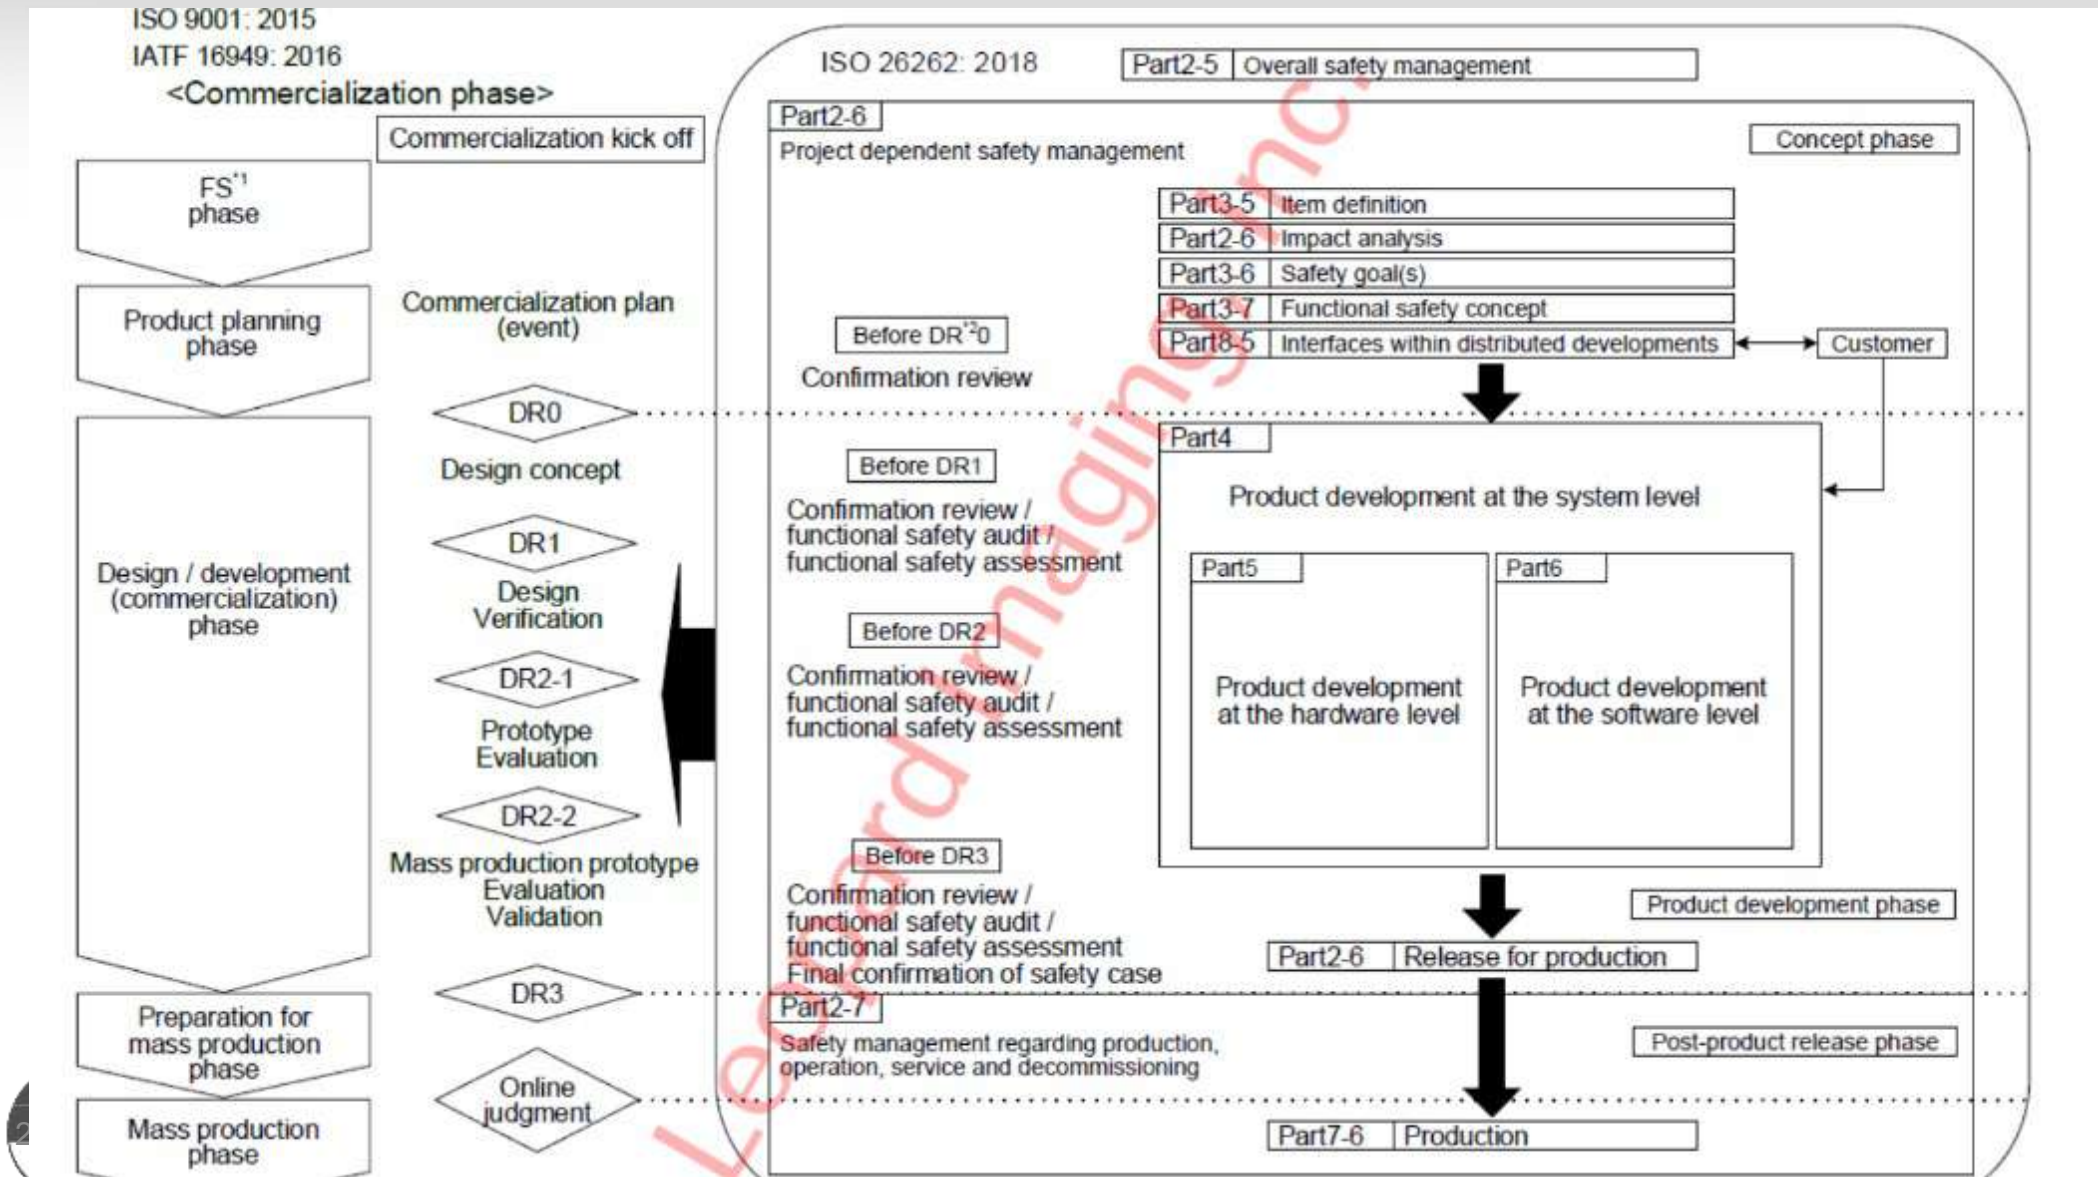 ISO 9001: 2015
IATF 16949: 2016
<Commercialization phase>
Commercialization kick off
FS*1
phase
Product planning
phase
Commercialization plan
(event)
DR0
Design concept
DR1
Design / development
(commercialization)
phase
Design
Verification
DR2-1
Prototype
Evaluation
DR2-2
Mass production prototype
Evaluation
Validation
DR3
Preparation for
mass production
phase
Online
judgment
Mass production
phase
ISO 26262: 2018
Part2-5 Overall safety management
Part2-6
Project dependent safety management
Concept phase
Part3-5 Item definition
Part2-6 Impact analysis
Part3-6 Safety goal(s)
Part3-7 Functional safety concept
Part8-5 Interfaces within distributed developments
Customer
Before DR*20
Confirmation review
Before DR1
Confirmation review /
functional safety audit /
functional safety assessment
Before DR2
Confirmation review /
functional safety audit /
functional safety assessment
Before DR3
Confirmation review /
functional safety audit /
functional safety assessment
Final confirmation of safety case
Part4
Product development at the system level
Part5
Product development
at the hardware level
Part6
Product development
at the software level
Product development phase
Part2-6 Release for production
Part2-7
Safety management regarding production,
operation, service and decommissioning
Post-product release phase
Part7-6 Production
Leopard Imaging Inc.
2